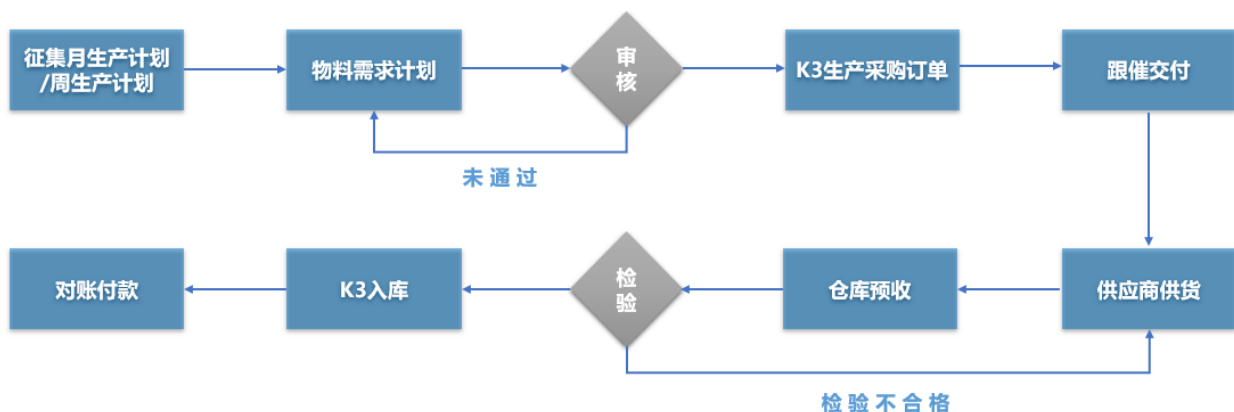 征集月生产计划
/周生产计划
物料需求计划
审
核
K3生产采购订单
跟催交付
未通过
对账付款
K3入库
检
验
仓库预收
供应商供货
检验不合格